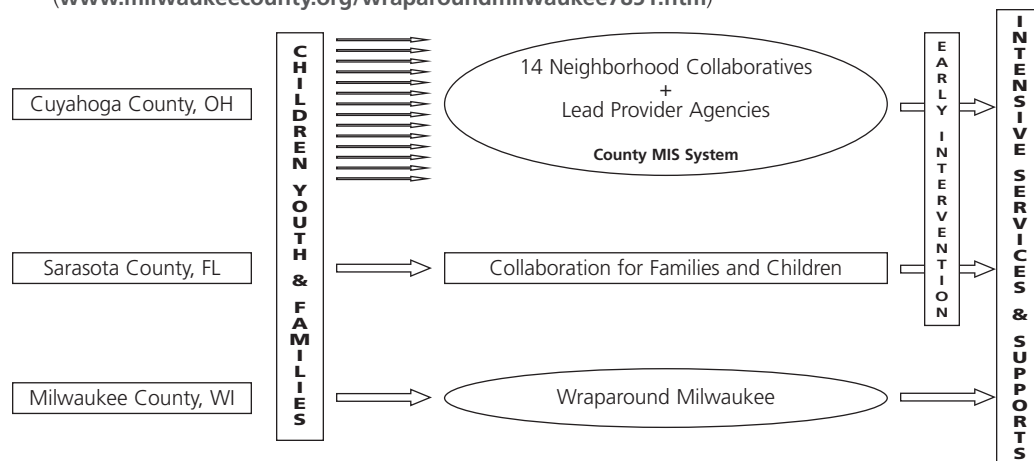 (www.milwaukeecounty.org/wraparoundmilwaukee7851.htm)
Cuyahoga County, OH
Sarasota County, FL
Milwaukee County, WI
CHILDREN YOUTH & FAMILIES
14 Neighborhood Collaboratives
+
Lead Provider Agencies
County MIS System
Collaboration for Families and Children
Wraparound Milwaukee
EARLY INTERVENTION
INTENSIVE SERVICES & SUPPORTS